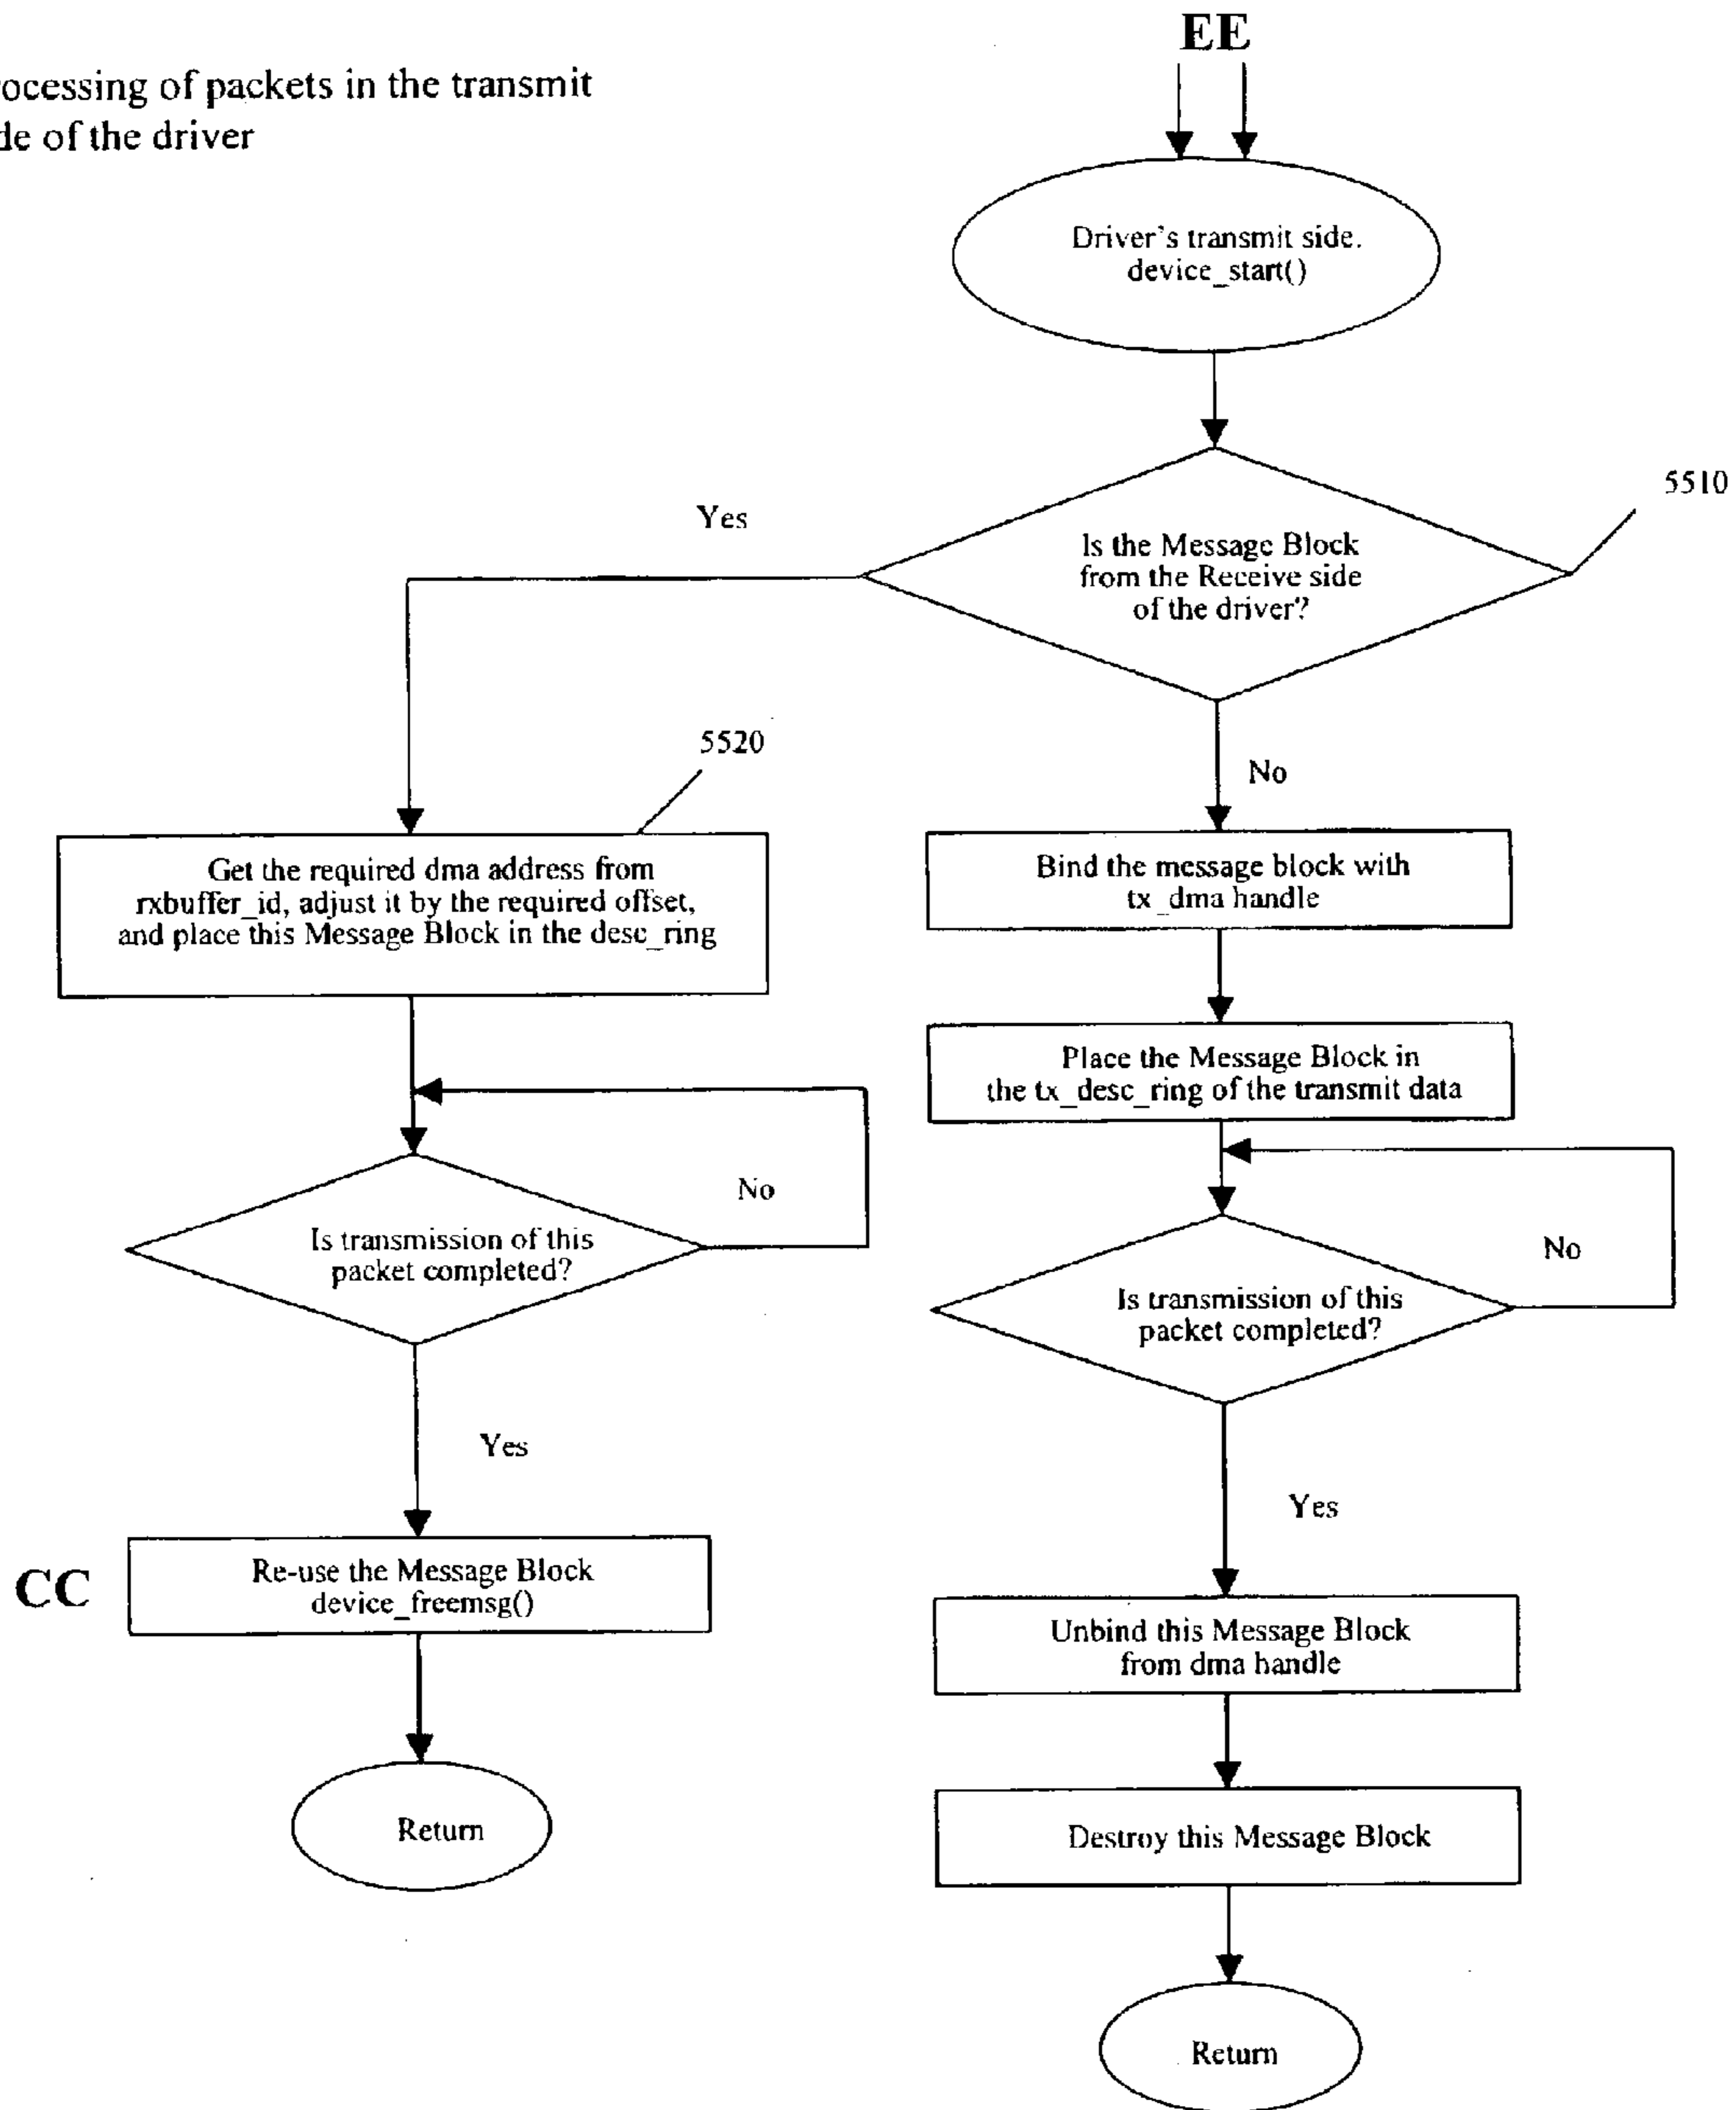 EE
ocessing of packets in the transmit
de of the driver
Driver's transmit side.
device_start()
5510
Yes
Is the Message Block
from the Receive side
of the driver?
5520
No
Get the required dma address from
rxbuffer_id, adjust it by the required offset,
and place this Message Block in the desc_ring
Bind the message block with
tx_dma handle
Place the Message Block in
the tx_desc_ring of the transmit data
No
Is transmission of this
packet completed?
No
Is transmission of this
packet completed?
Yes
Yes
CC
Re-use the Message Block
device_freemsg()
Unbind this Message Block
from dma handle
Return
Destroy this Message Block
Return